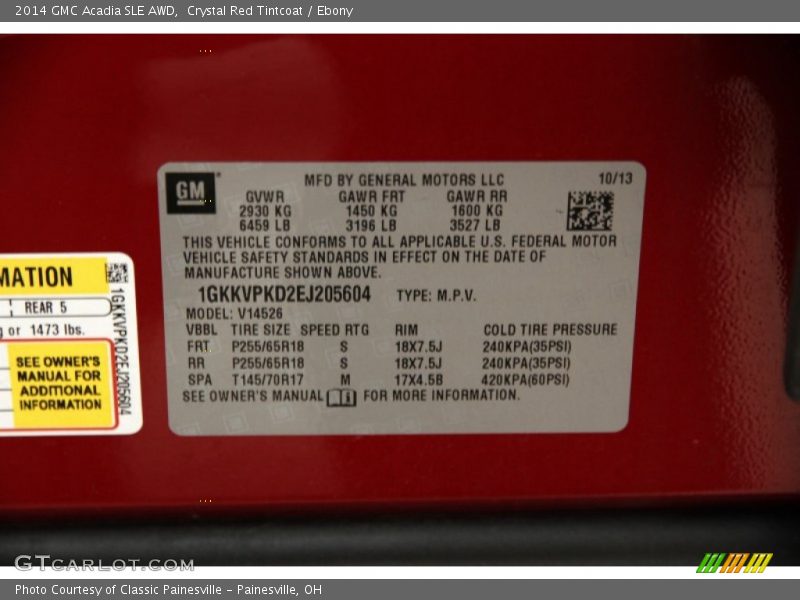 2014 GMC Acadia SLE AWD, Crystal Red Tintcoat / Ebony
GM
MFD BY GENERAL MOTORS LLC 10/13
GVWR GAWR FRT GAWR RR
2930 KG 1450 KG 1600 KG
6459 LB 3196 LB 3527 LB
THIS VEHICLE CONFORMS TO ALL APPLICABLE U.S. FEDERAL MOTOR
VEHICLE SAFETY STANDARDS IN EFFECT ON THE DATE OF
MANUFACTURE SHOWN ABOVE.
1GKKVPKD2EJ205604 TYPE: M.P.V.
MODEL: V14526
VBBL TIRE SIZE SPEED RTG RIM COLD TIRE PRESSURE
FRT P255/65R18 S 18X7.5J 240KPA(35PSI)
RR P255/65R18 S 18X7.5J 240KPA(35PSI)
SPA T145/70R17 M 17X4.5B 420KPA(60PSI)
SEE OWNER'S MANUAL FOR MORE INFORMATION.
MATION
REAR 5
g or 1473 lbs.
SEE OWNER'S
MANUAL FOR
ADDITIONAL
INFORMATION
1GKKVPKD2EJ205604
GTCARLOT.COM
Photo Courtesy of Classic Painesville - Painesville, OH